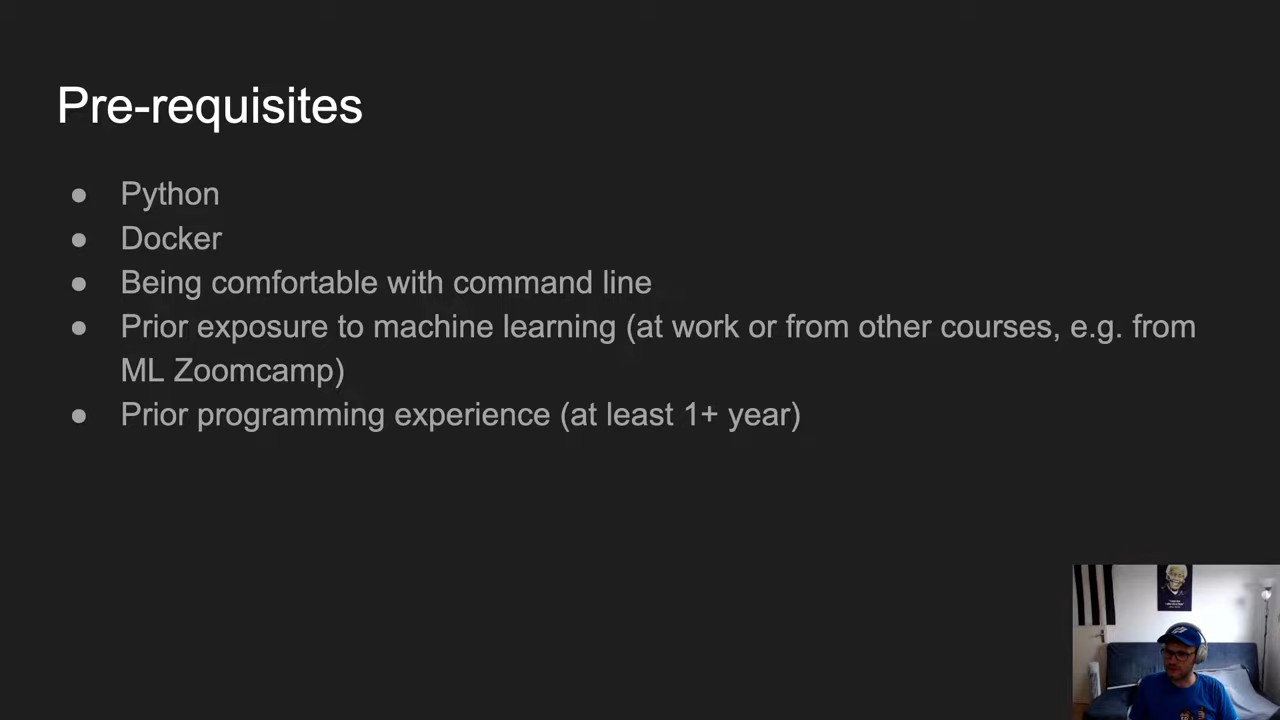 Pre-requisites
● Python
● Docker
● Being comfortable with command line
● Prior exposure to machine learning (at work or from other courses, e.g. from
ML Zoomcamp)
● Prior programming experience (at least 1+ year)